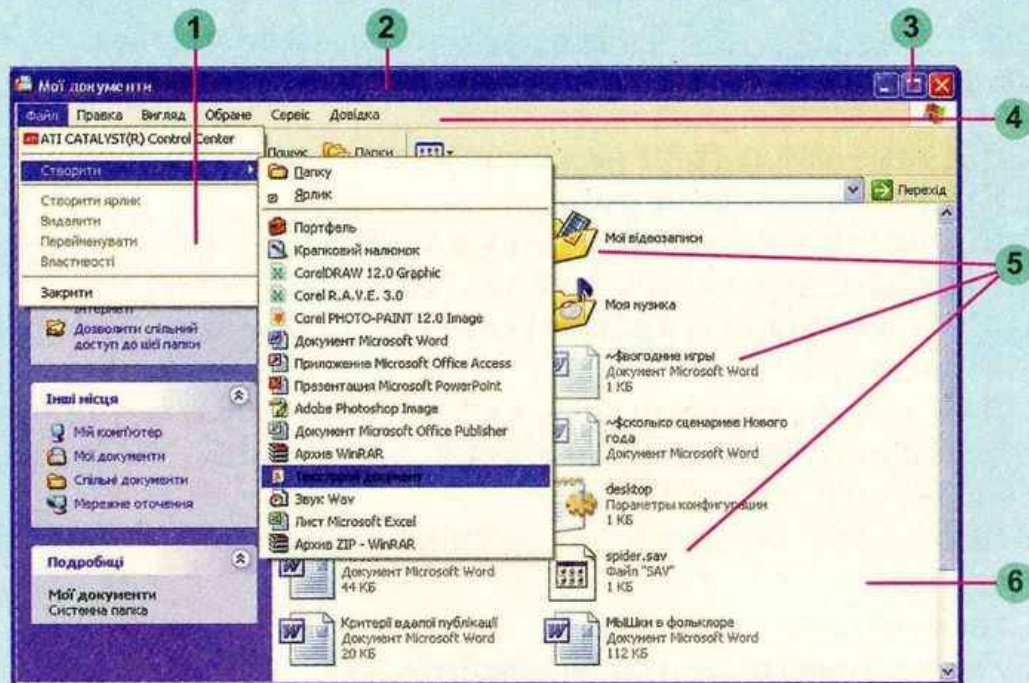 1
2
3
Мої документи
Файл Правка Вигляд Обране Сервіс Довідка
4
ATI CATALYST(R) Control Center
Пошук Папки
Створити
Створити ярлик
Видалити
Перейменувати
Властивості
Закрити
Папку
Ярлик
Портфель
Крапковий малюнок
CorelDRAW 12.0 Graphic
Corel R.A.V.E. 3.0
Corel PHOTO-PAINT 12.0 Image
Документ Microsoft Word
Приложение Microsoft Office Access
Презентация Microsoft PowerPoint
Adobe Photoshop Image
Документ Microsoft Office Publisher
Архив WinRAR
Текстовий документ
Звук Wav
Лист Microsoft Excel
Архив ZIP - WinRAR
Перехід
Інтернеті
Дозволити спільний
доступ до цієї папки
Інші місця
Мій комп'ютер
Мої документи
Спільні документи
Мережне оточення
Подробиці
Мої документи
Системна папка
Мої відеозаписи
5
Моя музика
~$вогодние игры
Документ Microsoft Word
1 КБ
~$сколько сценариев Нового
года
Документ Microsoft Word
desktop
Параметры конфигурации
1 КБ
spider.sav
Файл "SAV"
1 КБ
6
Документ Microsoft Word
44 КБ
Критерії вдалої публікації
Документ Microsoft Word
20 КБ
МЫШки в фольклоре
Документ Microsoft Word
112 КБ